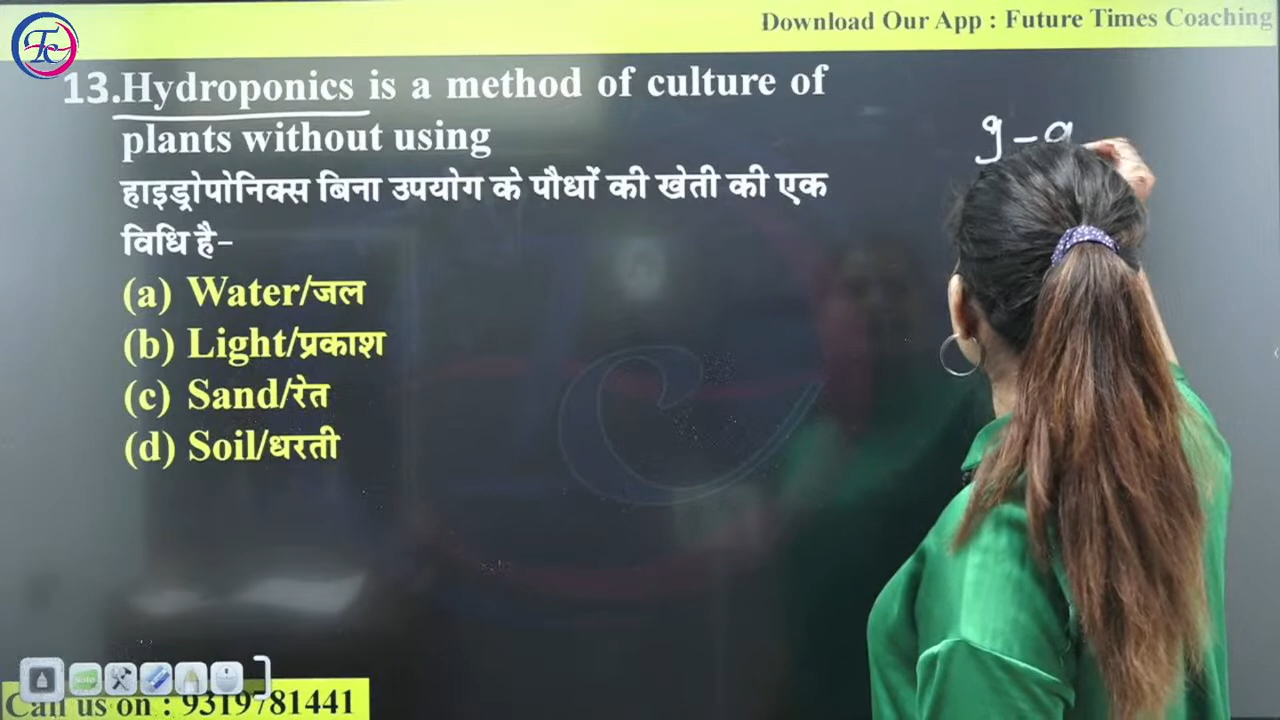 Download Our App : Future Times Coaching
13.Hydroponics is a method of culture of
plants without using
हाइड्रोपोनिक्स बिना उपयोग के पौधों की खेती की एक
विधि है-
(a) Water/जल
(b) Light/प्रकाश
(c) Sand/रेत
(d) Soil/धरती
Call us on : 9319781441